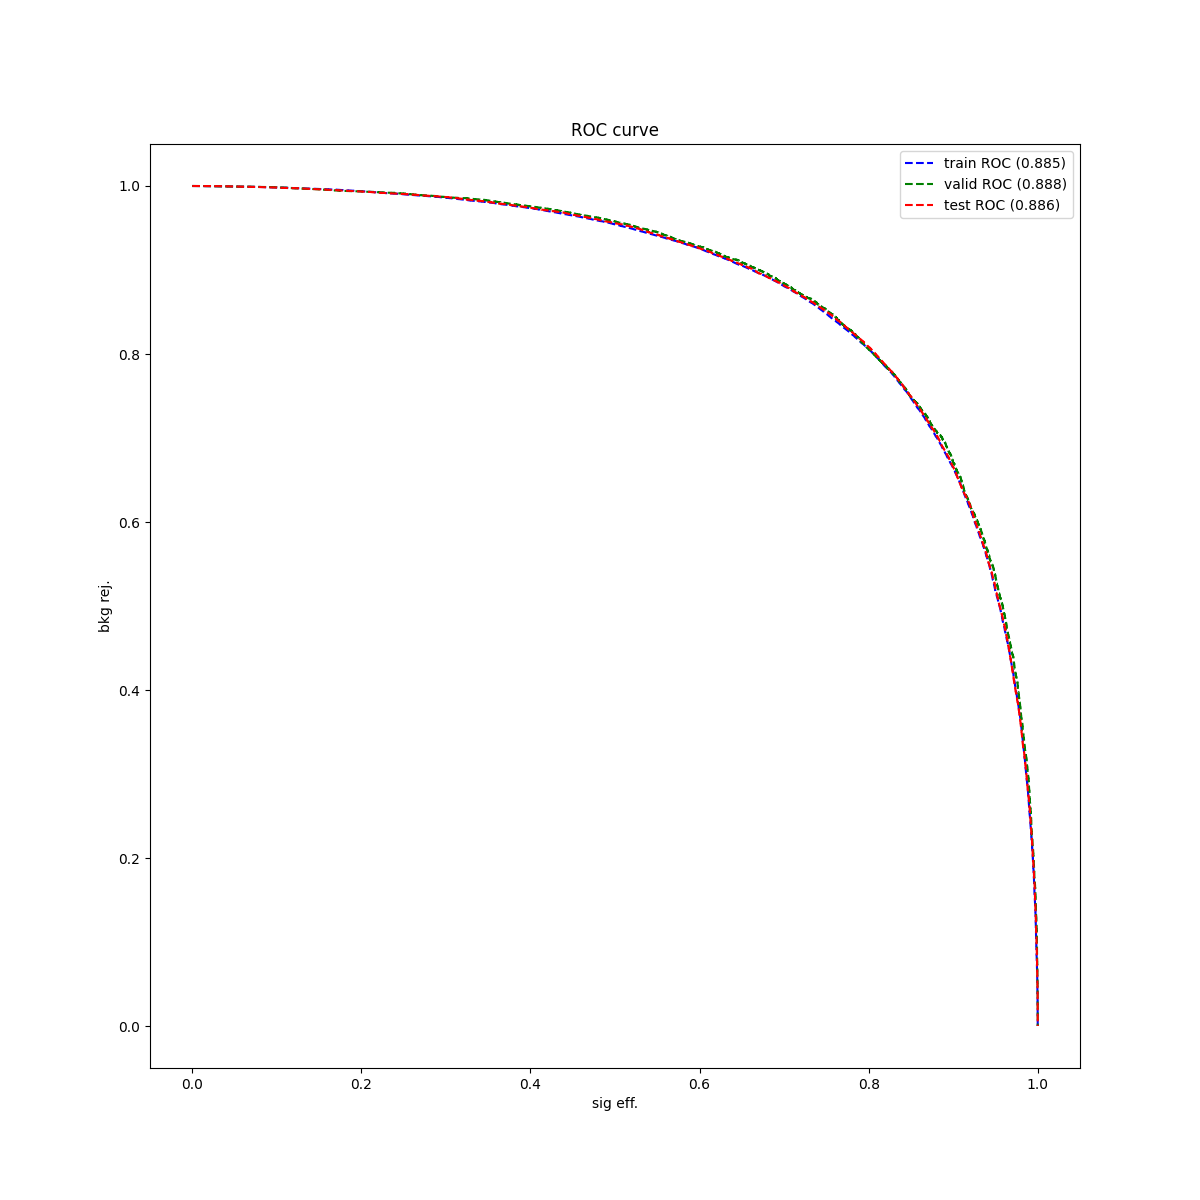 ROC curve
train ROC (0.885)
valid ROC (0.888)
test ROC (0.886)
1.0
0.8
0.6
0.4
0.2
0.0
bkg rej.
0.0 0.2 0.4 0.6 0.8 1.0
sig eff.